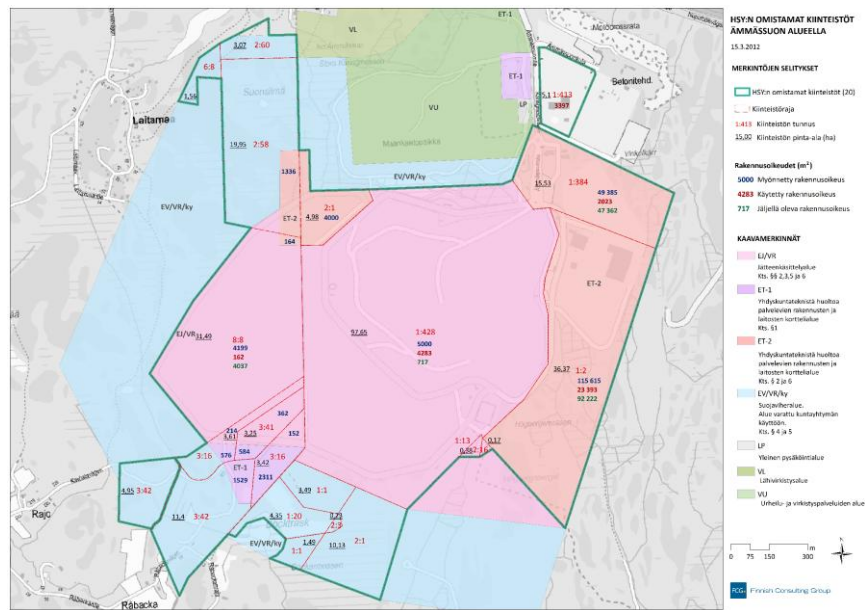 HSY:N OMISTAMAT KIINTEISTÖT
ÄMMÄSSUON ALUEELLA
15.3.2012
MERKINTÖJEN SELITYKSET
HSY:n omistamat kiinteistöt (20)
Kiinteistöraja
1:413 Kiinteistön tunnus
15,00 Kiinteistön pinta-ala (ha)
Rakennusoikeudet (m²)
5000 Myönnetty rakennusoikeus
4283 Käytetty rakennusoikeus
717 Jäljellä oleva rakennusoikeus
KAAVAMERKINNÄT
EJ/VR
Jätteenkäsittelyalue
Kts. §§ 2,3,5 ja 6
ET-1
Yhdyskuntateknistä huoltoa
palvelevien rakennusten ja
laitosten korttelialue
Kts. §1
ET-2
Yhdyskuntateknistä huoltoa
palvelevien rakennusten ja
laitosten korttelialue
Kts. § 2 ja 6
EV/VR/ky
Suojaviheralue.
Alue varattu kuntayhtymän
käyttöön.
Kts. § 4 ja 5
LP
Yleinen pysäköintialue
VL
Lähivirkistysalue
VU
Urheilu- ja virkistyspalveluiden alue
0 75 150 300 m
N
FCG Finnish Consulting Group
VL
ET-1
3,07 2:60
6:8
1,56
Laitamaa
19,95 2:58
VU
ET-1
LP
1:413
3397
Betonitehd.
EV/VR/ky
1336
ET-2
164
2:1
4,98 4000
EV/VR/ky
15,53 1:384
49 385
2023
47 362
ET-2
EJ/VR 31,49
8:8
4199
162
4037
97,65
1:428
5000
4283
717
36,37
1:2
115 615
23 393
92 222
362
214 3:41
3,61 3,25 152
3:16 576 584
3:16
3,42
ET-1
1529 2311
1:13 0,17
2:16
4,95 3:42
11,4 3:42
3,49 1:1
4,35 1:20
EV/VR/ky
1:1 1,49
10,13 2:1
Råbacka